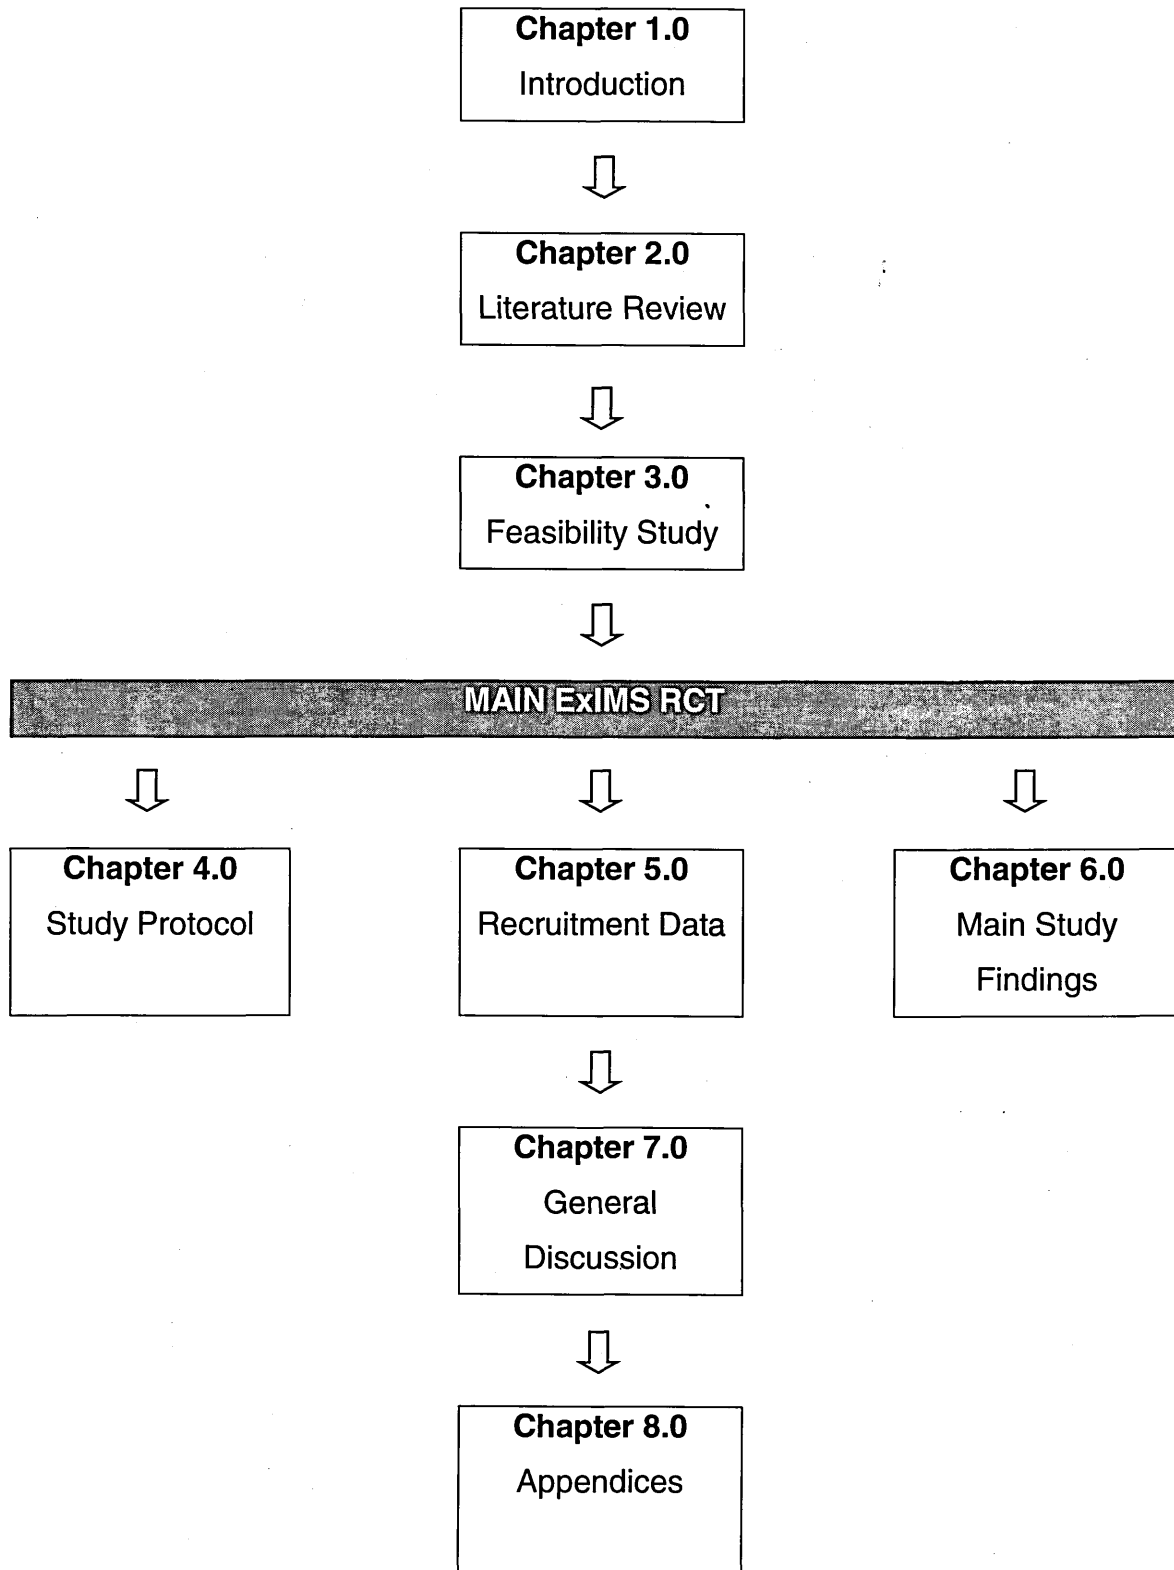 Chapter 1.0
Introduction
Chapter 2.0
Literature Review
Chapter 3.0
Feasibility Study
MAIN ExIMS RCT
Chapter 4.0
Study Protocol
Chapter 5.0
Recruitment Data
Chapter 6.0
Main Study
Findings
Chapter 7.0
General
Discussion
Chapter 8.0
Appendices